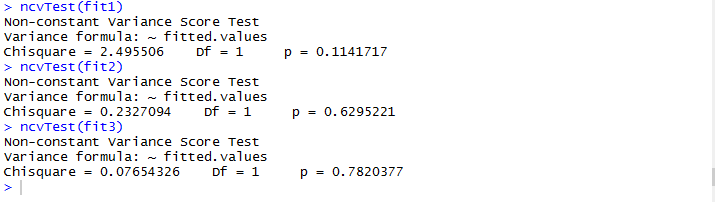 > ncvTest(fit1)
Non-constant Variance Score Test
Variance formula: ~ fitted.values
Chisquare = 2.495506    Df = 1     p = 0.1141717
> ncvTest(fit2)
Non-constant Variance Score Test
Variance formula: ~ fitted.values
Chisquare = 0.2327094    Df = 1     p = 0.6295221
> ncvTest(fit3)
Non-constant Variance Score Test
Variance formula: ~ fitted.values
Chisquare = 0.07654326    Df = 1     p = 0.7820377
>